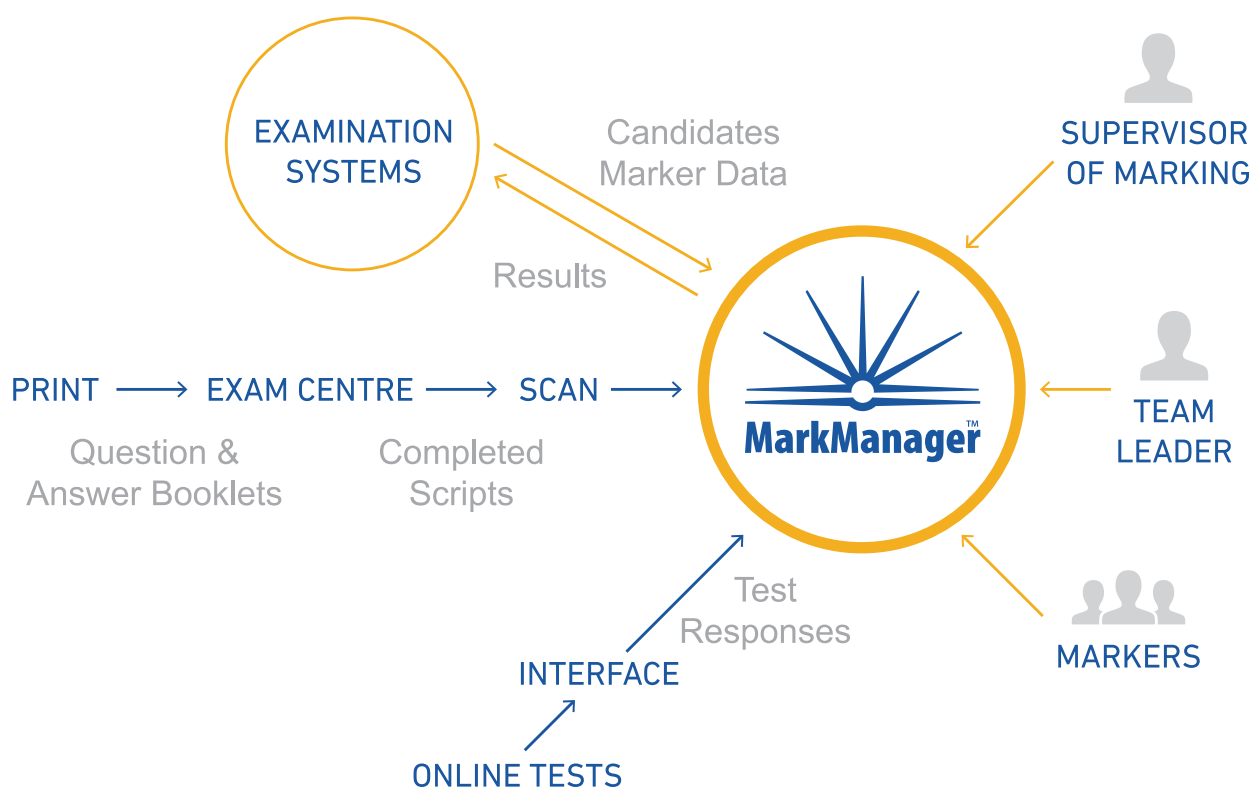 EXAMINATION
SYSTEMS
Candidates
Marker Data
Results
SUPERVISOR
OF MARKING
PRINT
EXAM CENTRE
SCAN
Question &
Answer Booklets
Completed
Scripts
MarkManager™
TEAM
LEADER
Test
Responses
MARKERS
INTERFACE
ONLINE TESTS